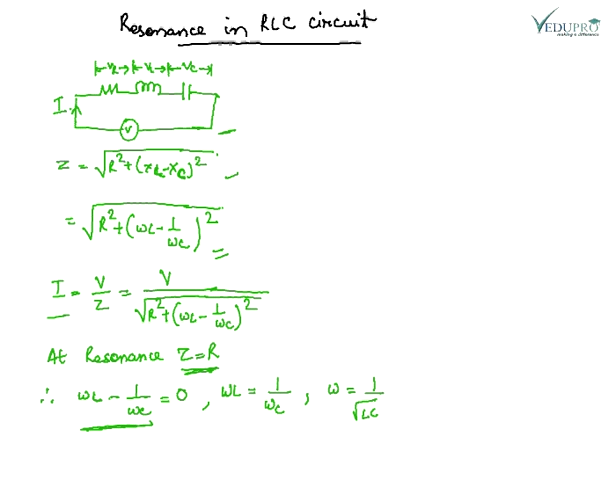 Resonance in RLC circuit
VEDUPRO
making a difference
|←VR→|←VL→|←VC→|
I
V
Z = √(R² + (XL - XC)²)
= √(R² + (ωL - 1/ωC)²)
I = V/Z = V/√(R² + (ωL - 1/ωC)²)
At Resonance Z = R
∴ ωL - 1/ωC = 0 , ωL = 1/ωC ; ω = 1/√LC